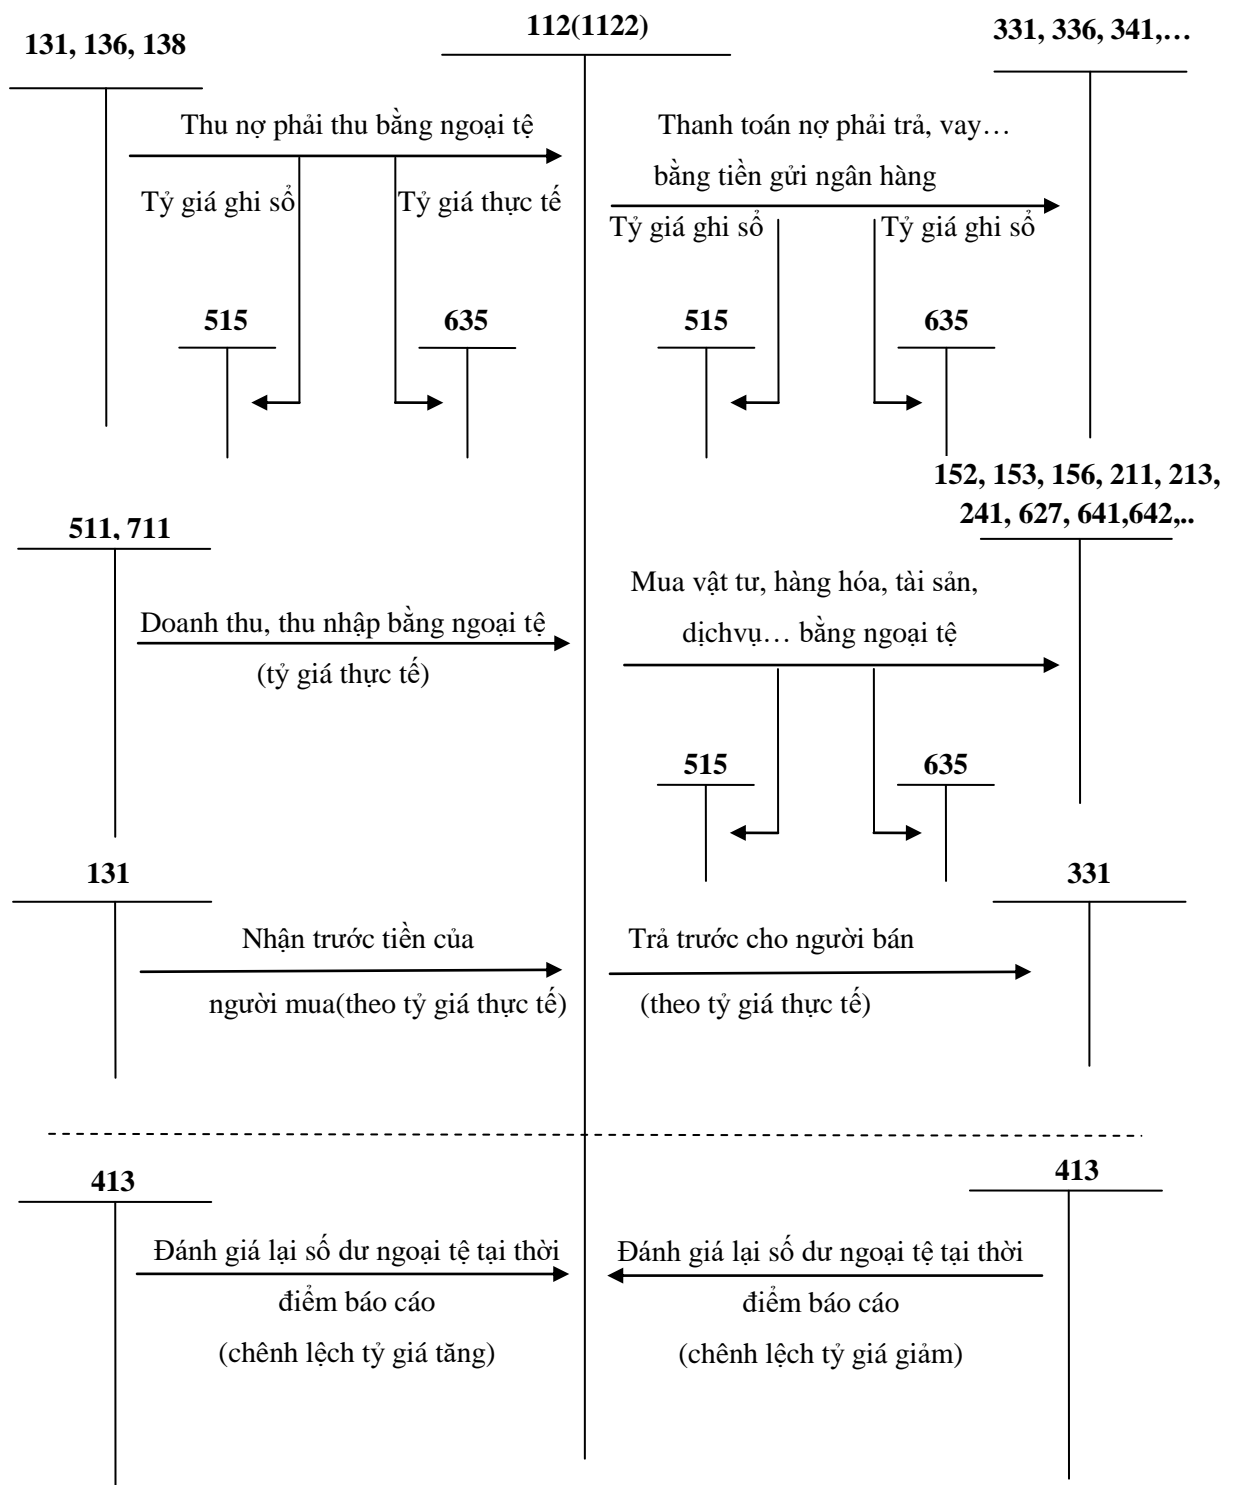 112(1122)
131, 136, 138
331, 336, 341,…
Thu nợ phải thu bằng ngoại tệ
Tỷ giá ghi sổ
Tỷ giá thực tế
515
635
Thanh toán nợ phải trả, vay…
bằng tiền gửi ngân hàng
Tỷ giá ghi sổ
Tỷ giá ghi sổ
515
635
511, 711
Doanh thu, thu nhập bằng ngoại tệ
(tỷ giá thực tế)
152, 153, 156, 211, 213,
241, 627, 641,642,..
Mua vật tư, hàng hóa, tài sản,
dịchvụ… bằng ngoại tệ
515
635
131
Nhận trước tiền của
người mua(theo tỷ giá thực tế)
331
Trả trước cho người bán
(theo tỷ giá thực tế)
413
Đánh giá lại số dư ngoại tệ tại thời
điểm báo cáo
(chênh lệch tỷ giá tăng)
413
Đánh giá lại số dư ngoại tệ tại thời
điểm báo cáo
(chênh lệch tỷ giá giảm)